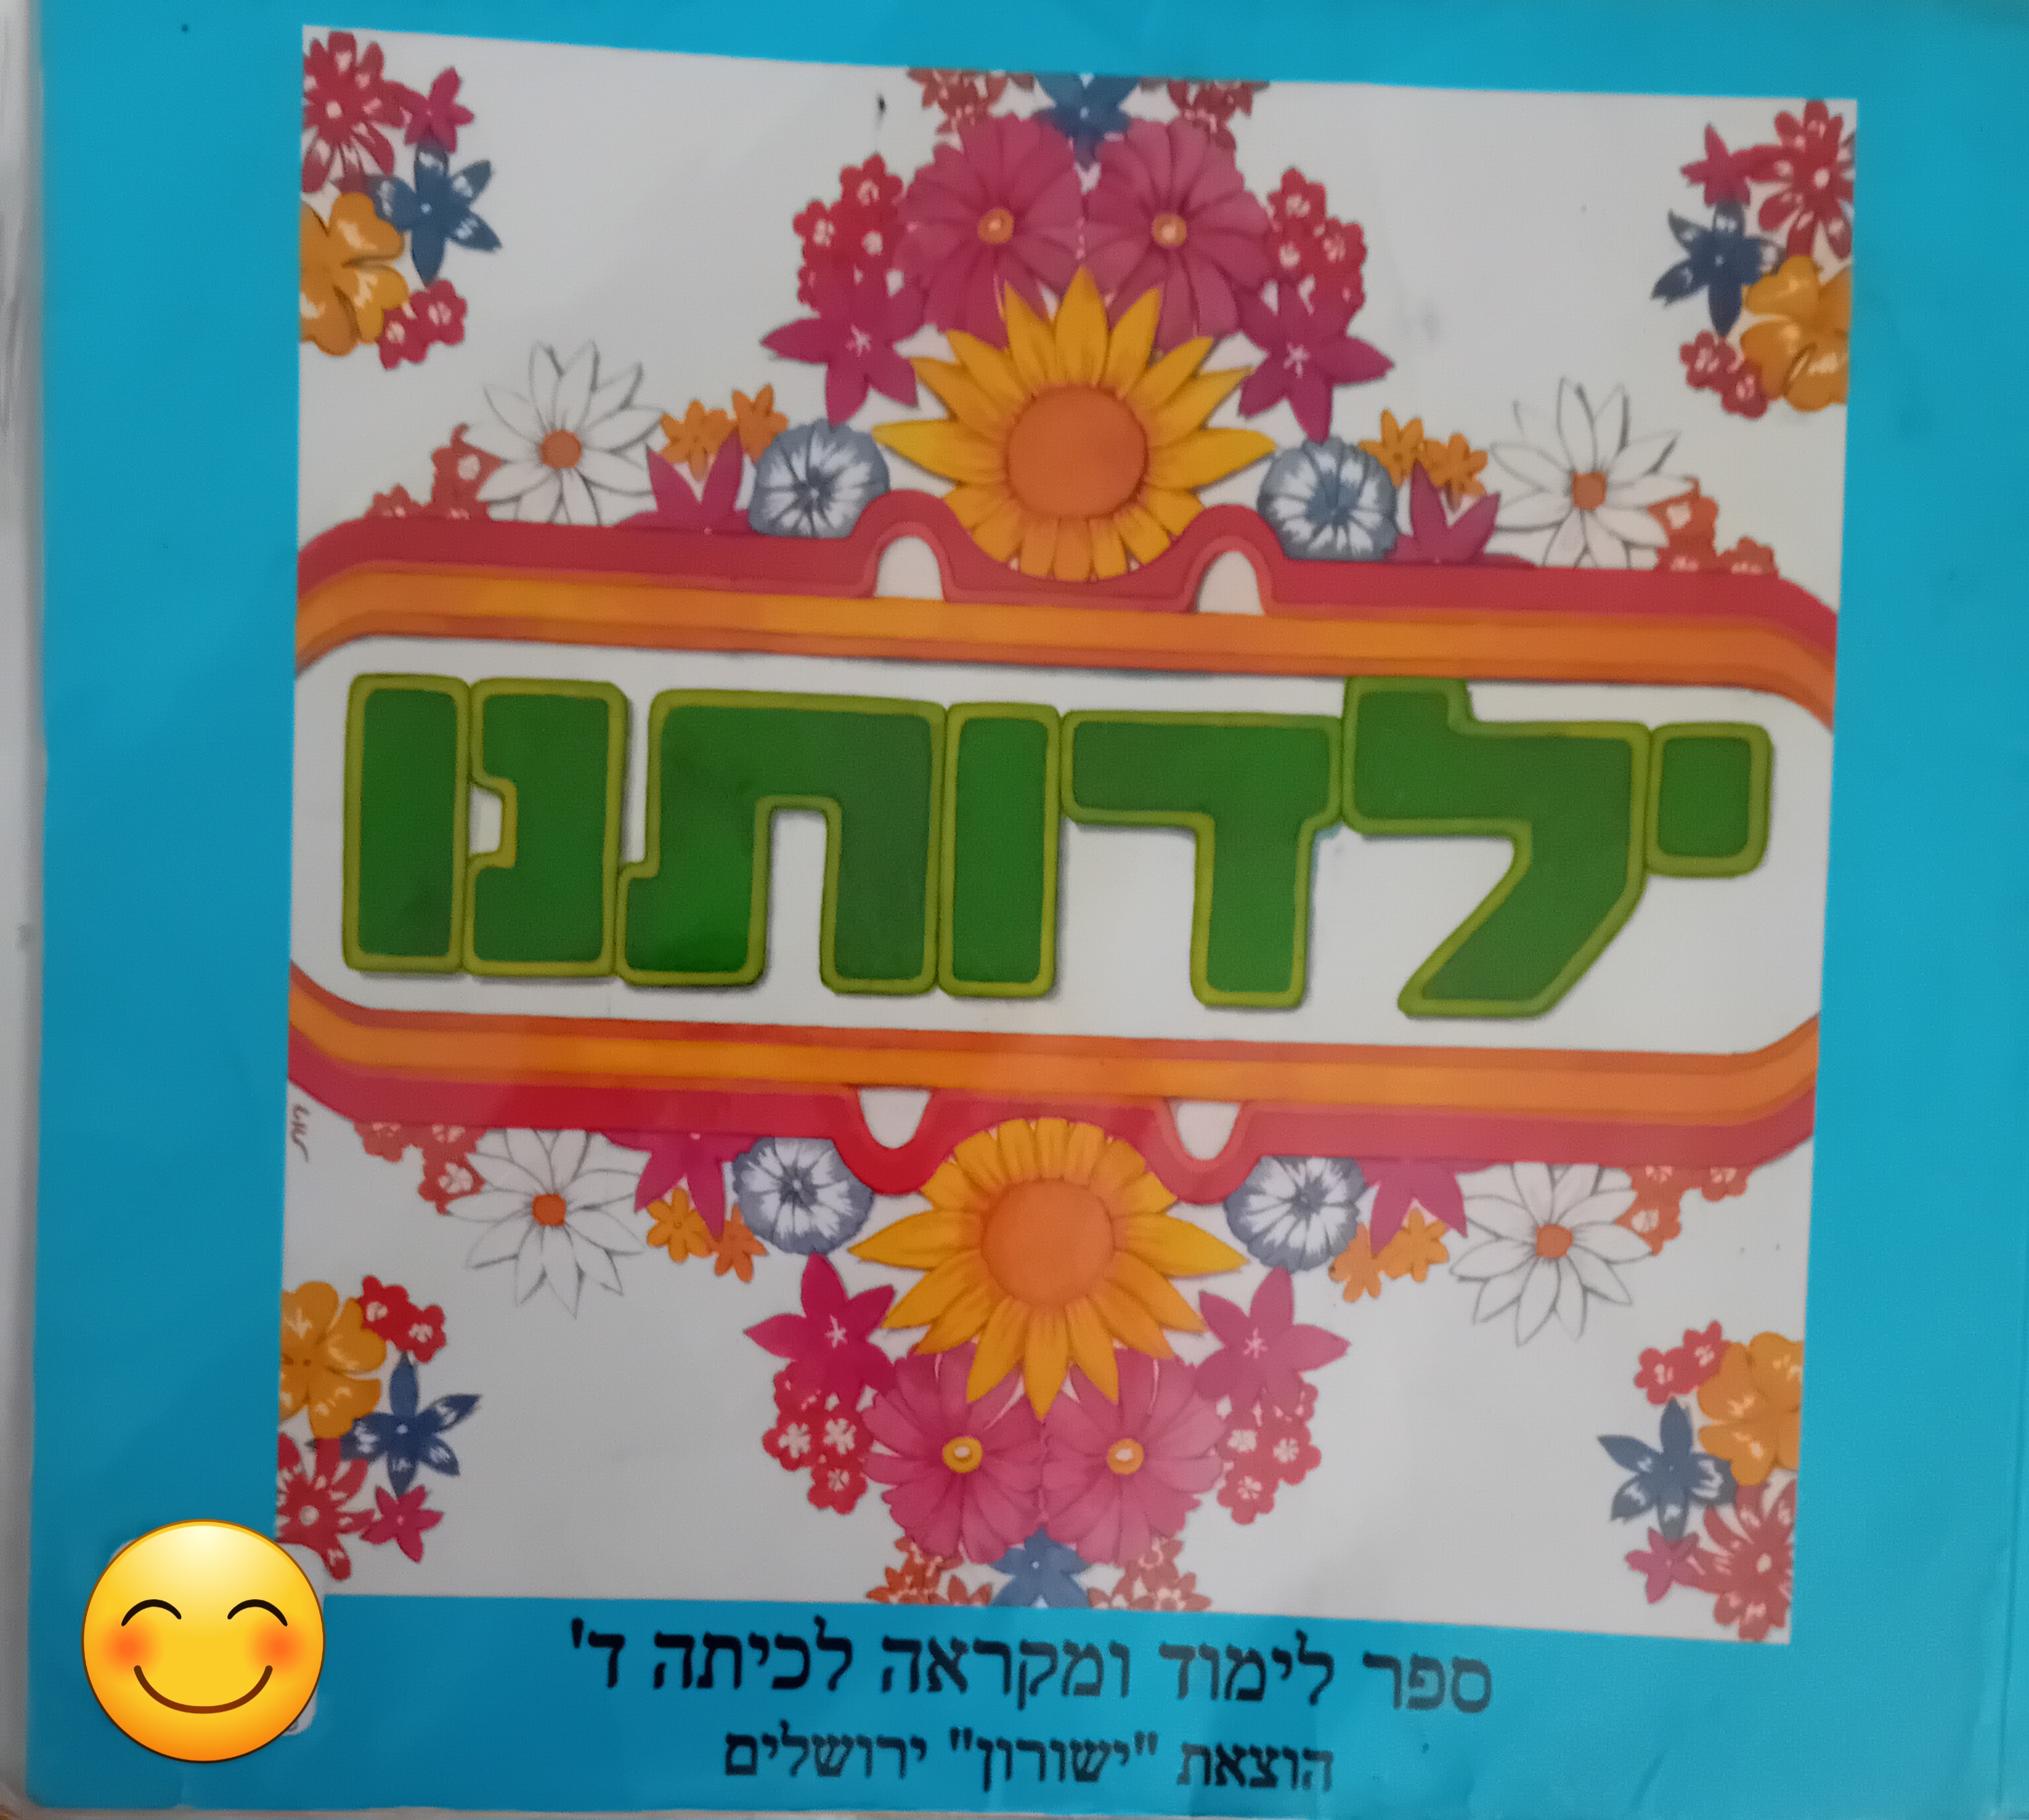 ילדותנו
ספר לימוד ומקראה לכיתה ד'
הוצאת "ישורון" ירושלים